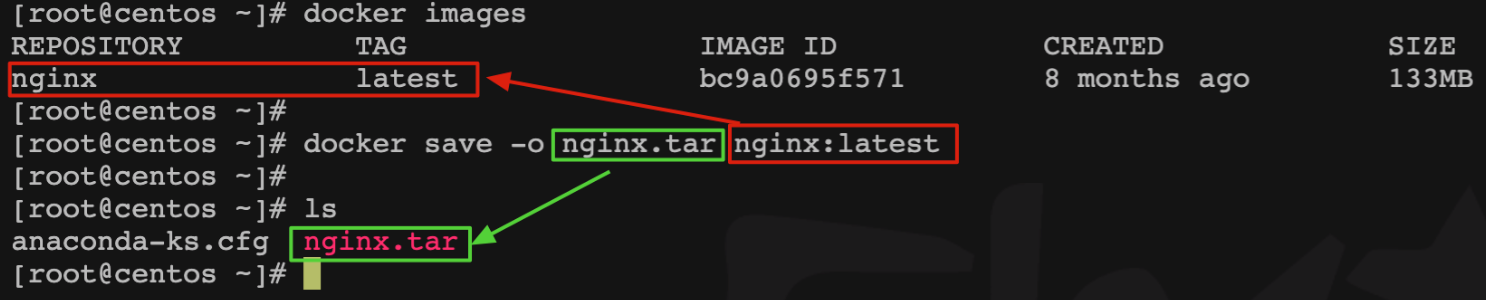 [root@centos ~]# docker images
REPOSITORY TAG IMAGE ID CREATED SIZE
nginx latest bc9a0695f571 8 months ago 133MB
[root@centos ~]#
[root@centos ~]# docker save -o nginx.tar nginx:latest
[root@centos ~]#
[root@centos ~]# ls
anaconda-ks.cfg nginx.tar
[root@centos ~]#